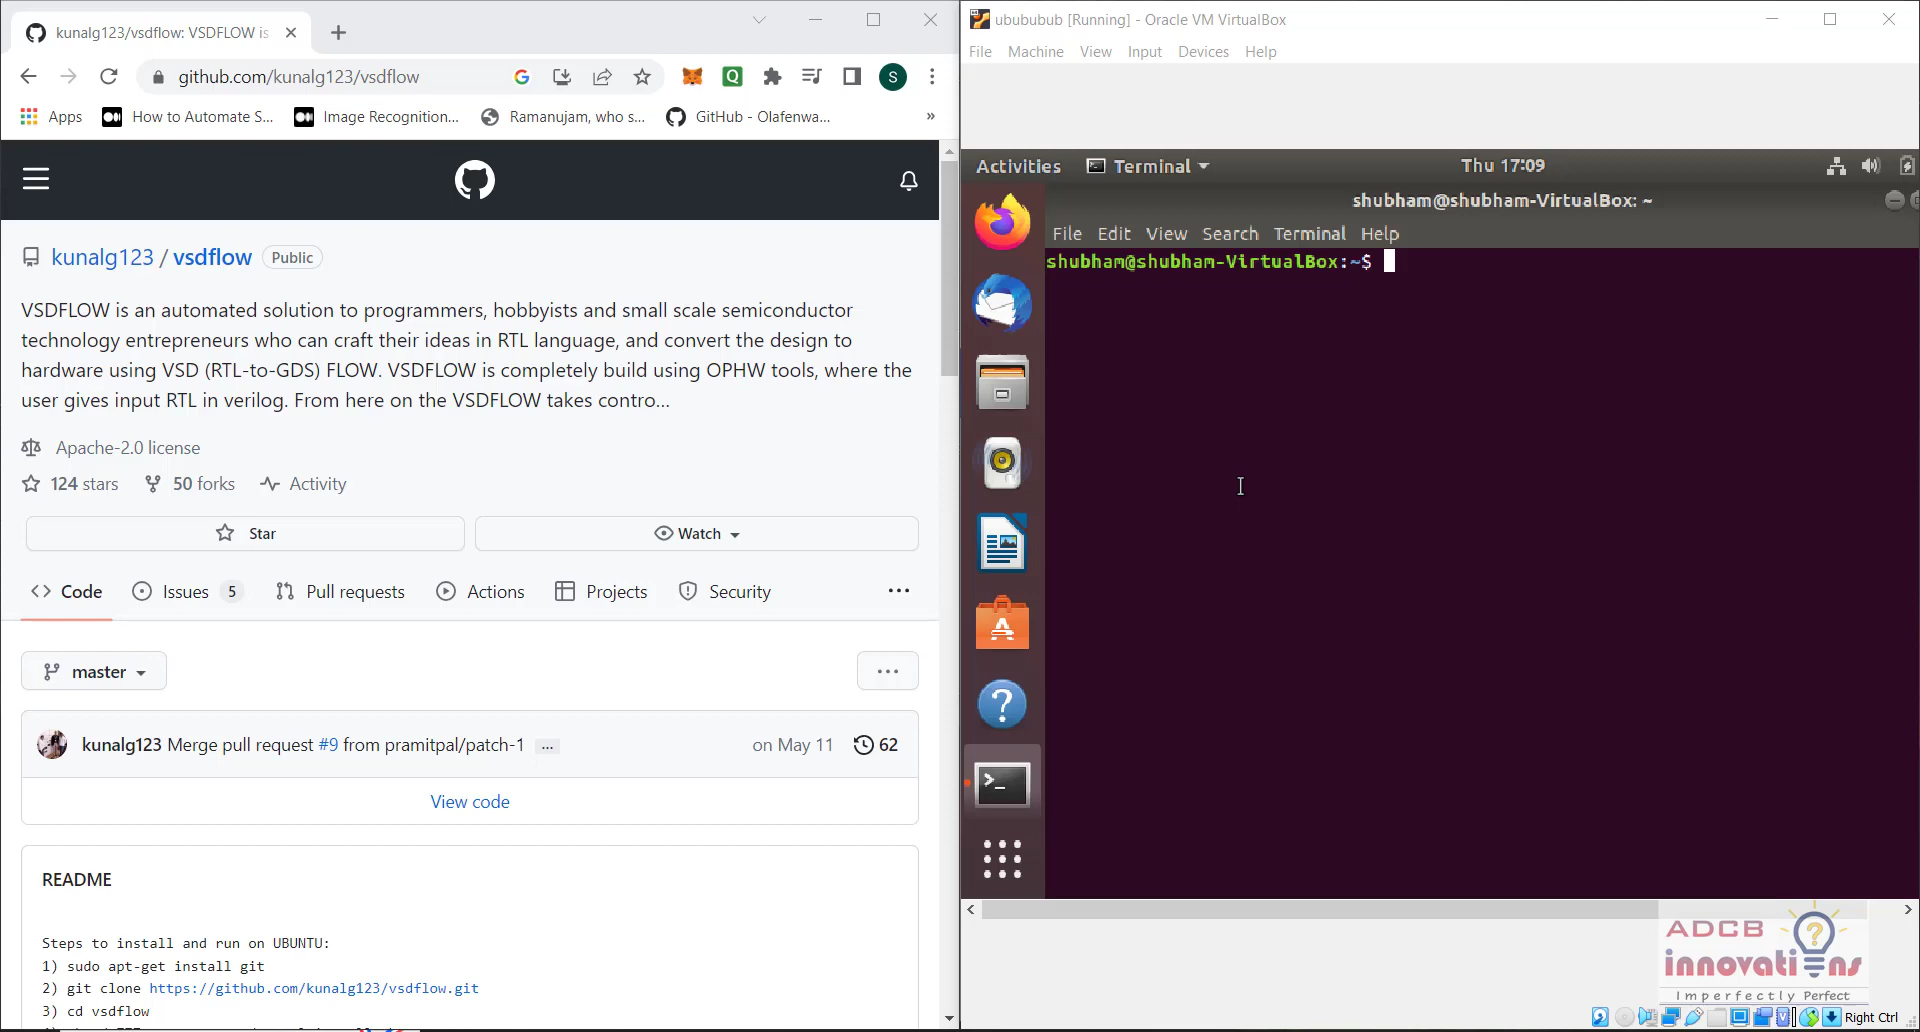 kunalg123/vsdflow: VSDFLOW is
github.com/kunalg123/vsdflow
S
Apps
How to Automate S...
Image Recognition...
Ramanujam, who s...
GitHub - Olafenwa...
»
kunalg123 / vsdflow Public
VSDFLOW is an automated solution to programmers, hobbyists and small scale semiconductor
technology entrepreneurs who can craft their ideas in RTL language, and convert the design to
hardware using VSD (RTL-to-GDS) FLOW. VSDFLOW is completely build using OPHW tools, where the
user gives input RTL in verilog. From here on the VSDFLOW takes contro...
Apache-2.0 license
124 stars 50 forks Activity
Star
Watch
Code Issues 5 Pull requests Actions Projects Security ...
master
...
kunalg123 Merge pull request #9 from pramitpal/patch-1 ... on May 11 62
View code
README
Steps to install and run on UBUNTU:
1) sudo apt-get install git
2) git clone https://github.com/kunalg123/vsdflow.git
3) cd vsdflow
ubububub [Running] - Oracle VM VirtualBox
File Machine View Input Devices Help
Activities Terminal Thu 17:09
shubham@shubham-VirtualBox: ~
File Edit View Search Terminal Help
shubham@shubham-VirtualBox:~$
ADCB
innovati?ns
Imperfectly Perfect
Right Ctrl